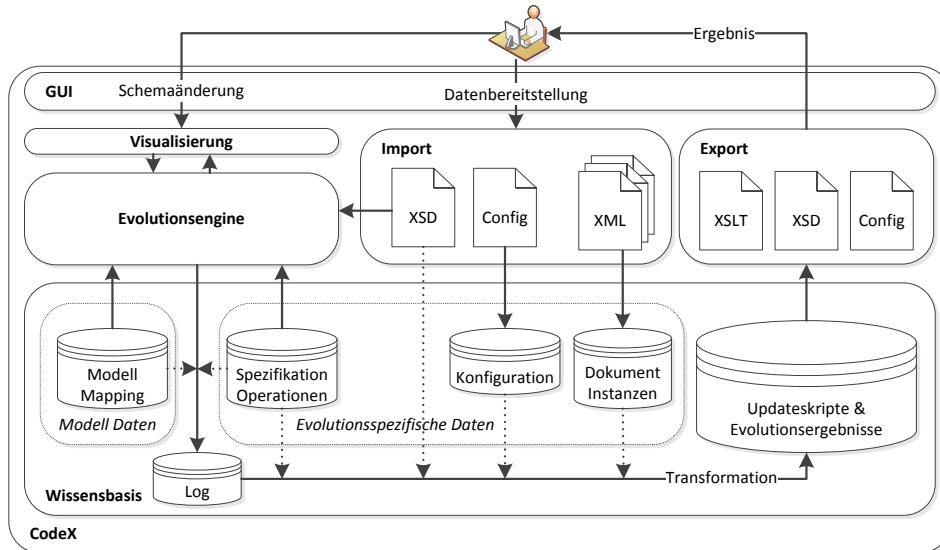 Ergebnis
GUI
Schemaänderung
Datenbereitstellung
Visualisierung
Import
Export
Evolutionsengine
XSD
Config
XML
XSLT
XSD
Config
Modell
Mapping
Spezifikation
Operationen
Konfiguration
Dokument
Instanzen
Updateskripte &
Evolutionsergebnisse
Modell Daten
Evolutionsspezifische Daten
Log
Transformation
Wissensbasis
CodeX